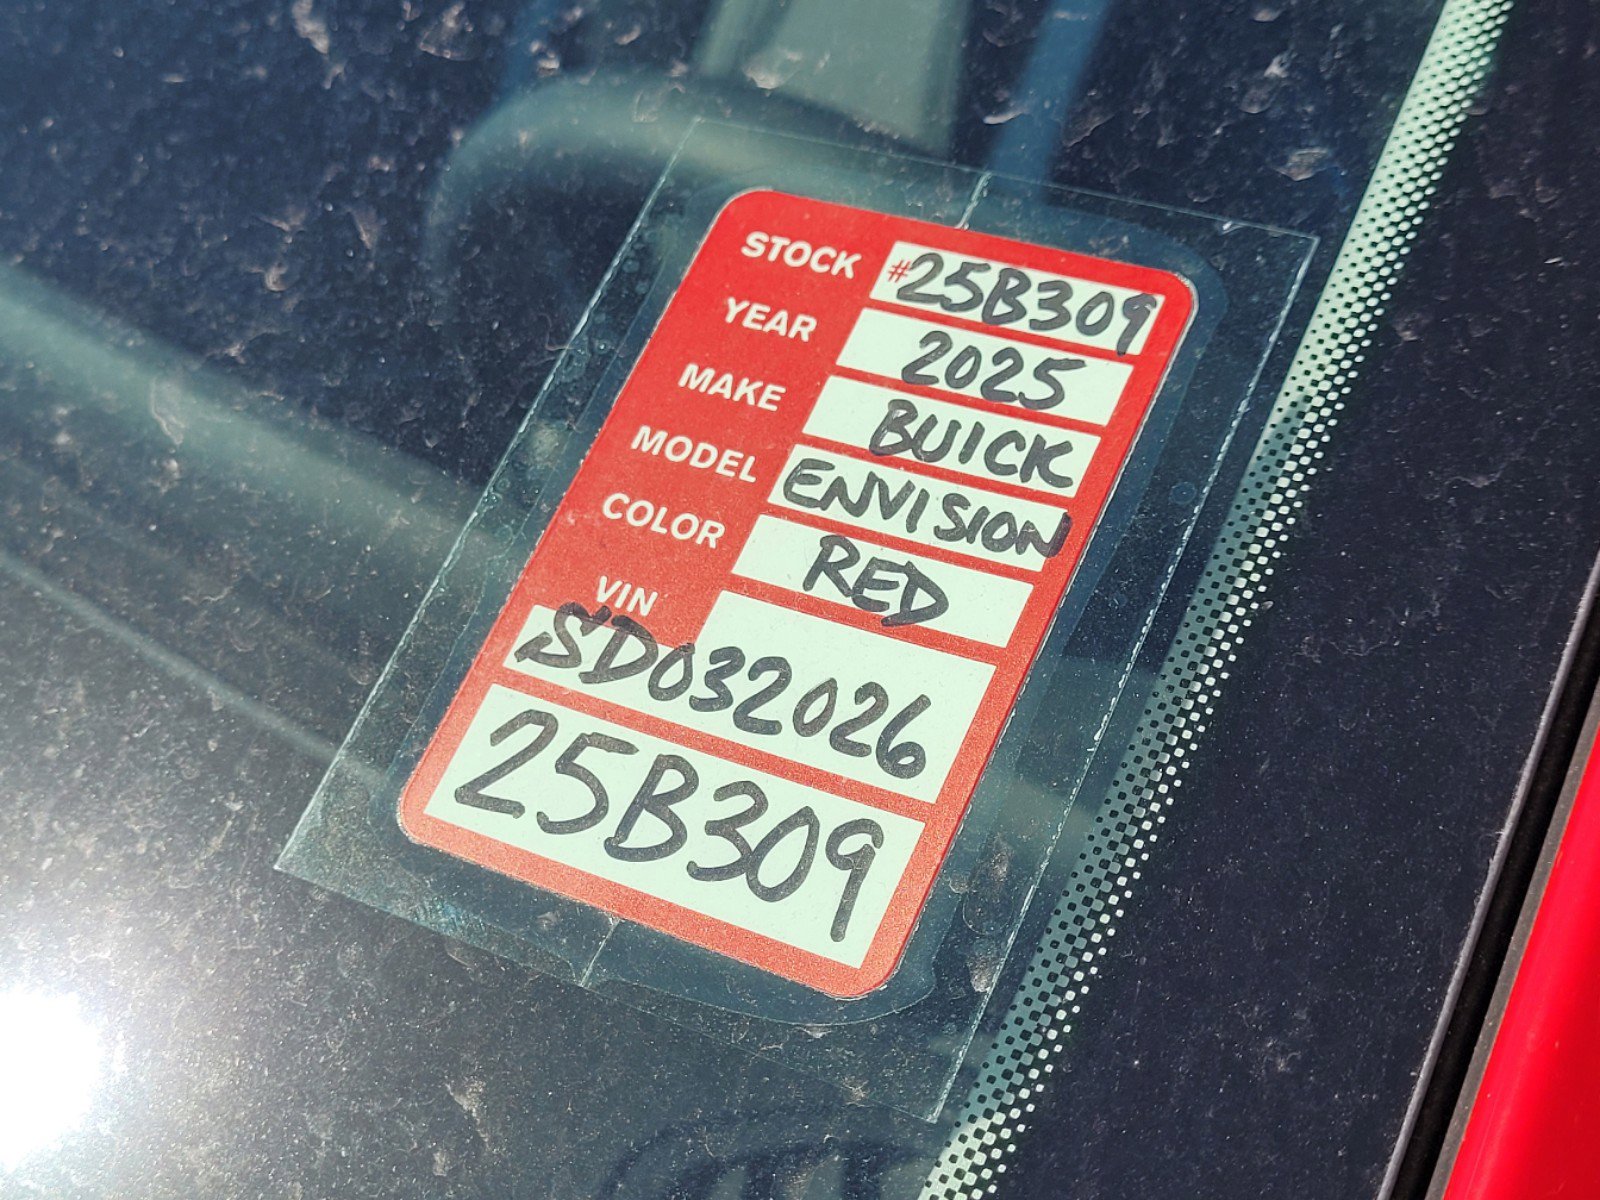 STOCK #25B309
YEAR 2025
MAKE BUICK
MODEL ENVISION
COLOR RED
VIN
SD032026
25B309